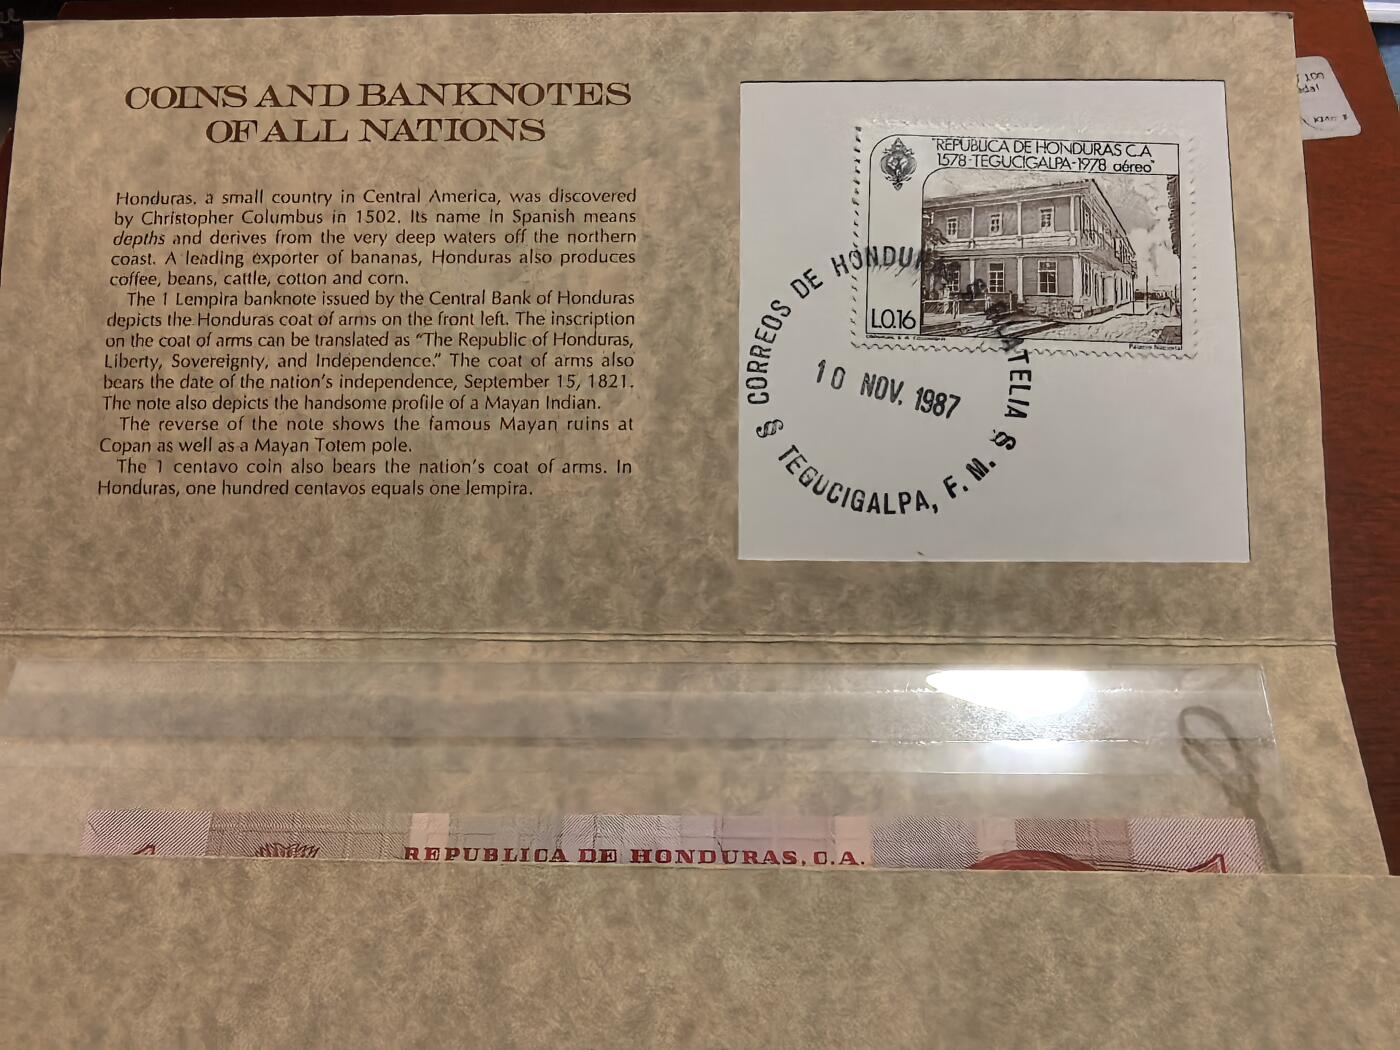 COINS AND BANKNOTES
OF ALL NATIONS
Honduras, a small country in Central America, was discovered
by Christopher Columbus in 1502. Its name in Spanish means
depths and derives from the very deep waters off the northern
coast. A leading exporter of bananas, Honduras also produces
coffee, beans, cattle, cotton and corn.
The 1 Lempira banknote issued by the Central Bank of Honduras
depicts the Honduras coat of arms on the front left. The inscription
on the coat of arms can be translated as "The Republic of Honduras,
Liberty, Sovereignty, and Independence." The coat of arms also
bears the date of the nation's independence, September 15, 1821.
The note also depicts the handsome profile of a Mayan Indian.
The reverse of the note shows the famous Mayan ruins at
Copan as well as a Mayan Totem pole.
The 1 centavo coin also bears the nation's coat of arms. In
Honduras, one hundred centavos equals one lempira.
"REPUBLICA DE HONDURAS C.A.
1578-TEGUCIGALPA-1978 aéreo"
L.0.16
Palacio Nacional
§ CORREOS DE HONDURAS
§
10 NOV. 1987
TEGUCIGALPA, F. M.
REPUBLICA DE HONDURAS, C.A.